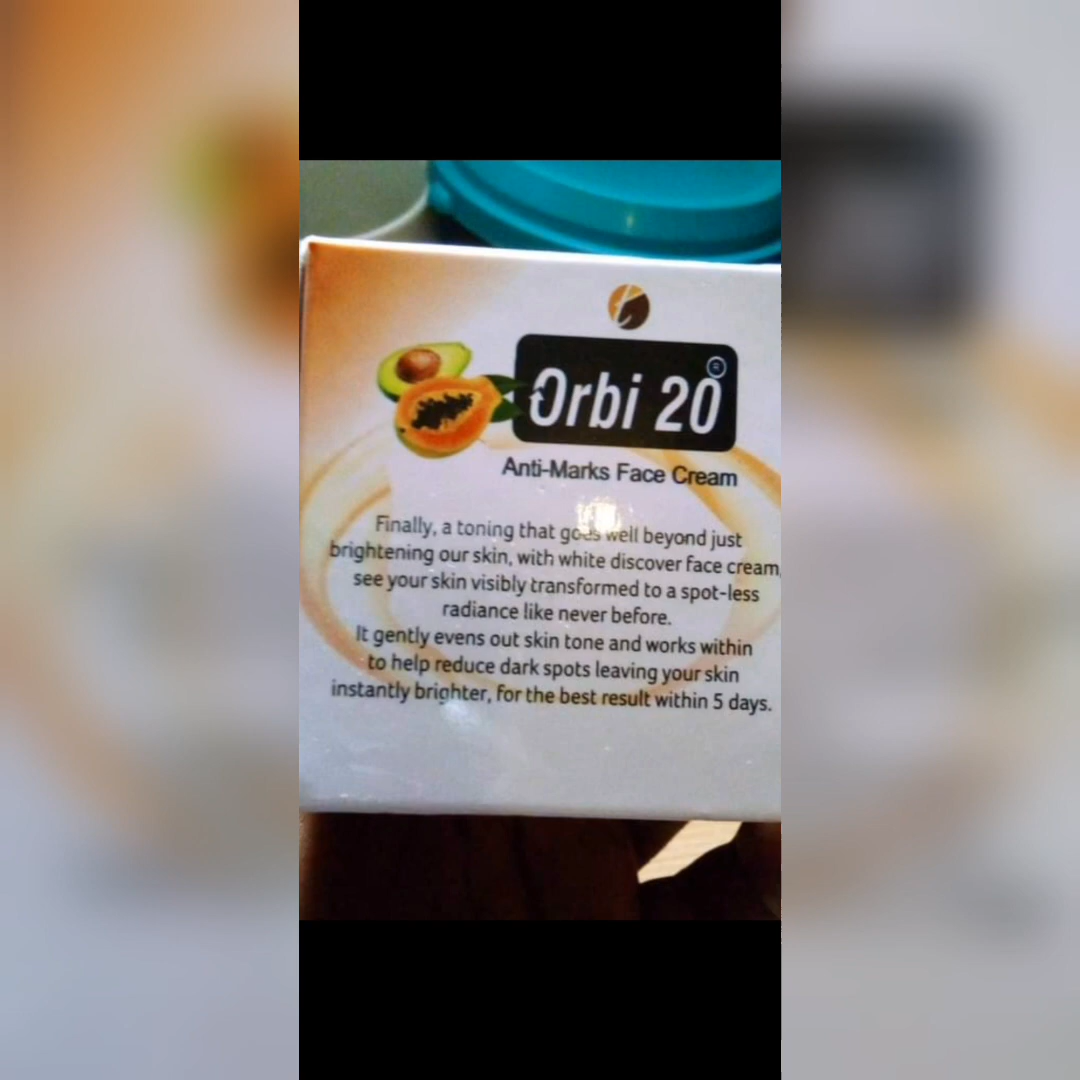 Orbi 20®
Anti-Marks Face Cream
Finally, a toning that goes well beyond just
brightening our skin, with white discover face cream,
see your skin visibly transformed to a spot-less
radiance like never before.
It gently evens out skin tone and works within
to help reduce dark spots leaving your skin
instantly brighter, for the best result within 5 days.